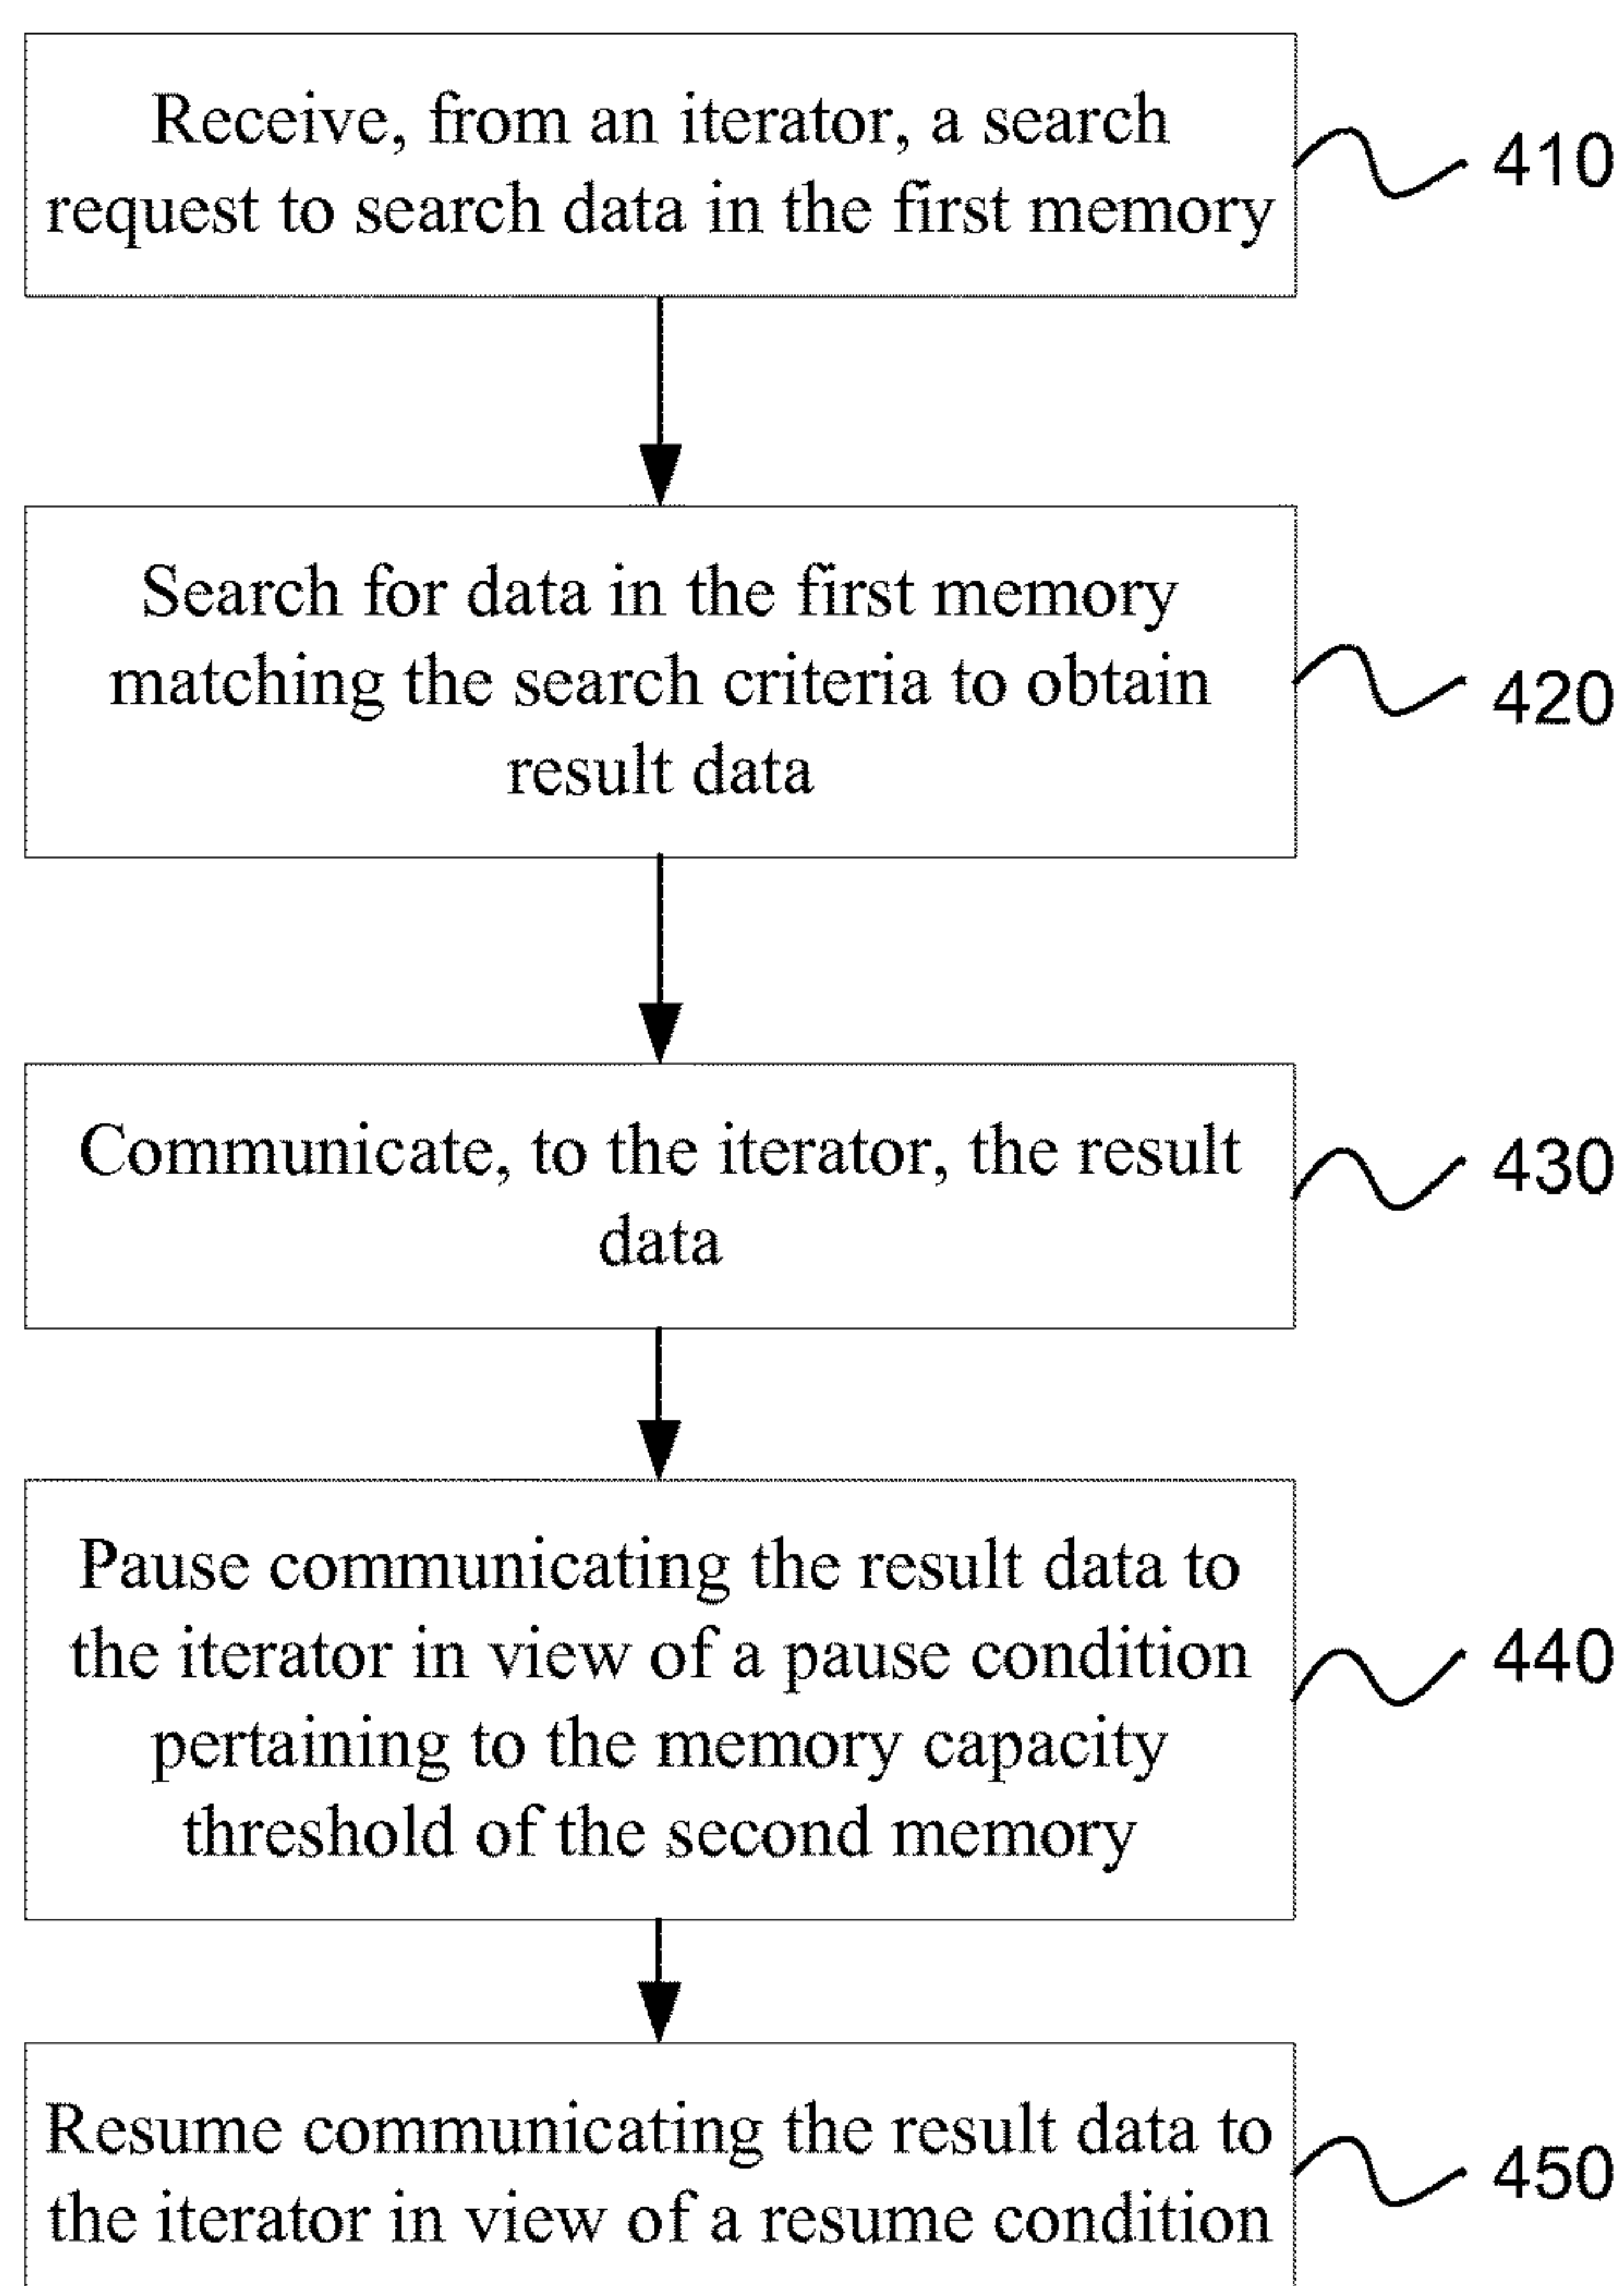 Receive, from an iterator, a search
request to search data in the first memory
410
Search for data in the first memory
matching the search criteria to obtain
result data
420
Communicate, to the iterator, the result
data
430
Pause communicating the result data to
the iterator in view of a pause condition
pertaining to the memory capacity
threshold of the second memory
440
Resume communicating the result data to
the iterator in view of a resume condition
450